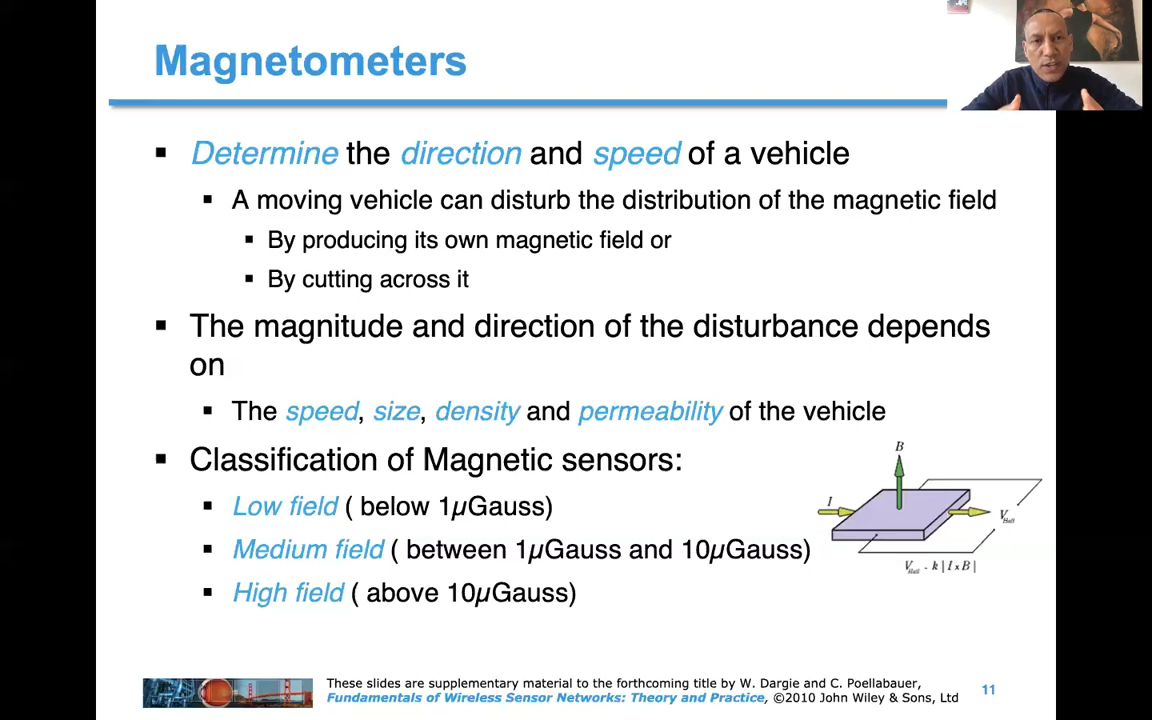 Magnetometers
Determine the direction and speed of a vehicle
A moving vehicle can disturb the distribution of the magnetic field
By producing its own magnetic field or
By cutting across it
The magnitude and direction of the disturbance depends
on
The speed, size, density and permeability of the vehicle
Classification of Magnetic sensors:
Low field ( below 1µGauss)
Medium field ( between 1µGauss and 10µGauss)
High field ( above 10µGauss)
B
I
V Hall
V Hall - k | I x B |
These slides are supplementary material to the forthcoming title by W. Dargie and C. Poellabauer,
Fundamentals of Wireless Sensor Networks: Theory and Practice, ©2010 John Wiley & Sons, Ltd
11